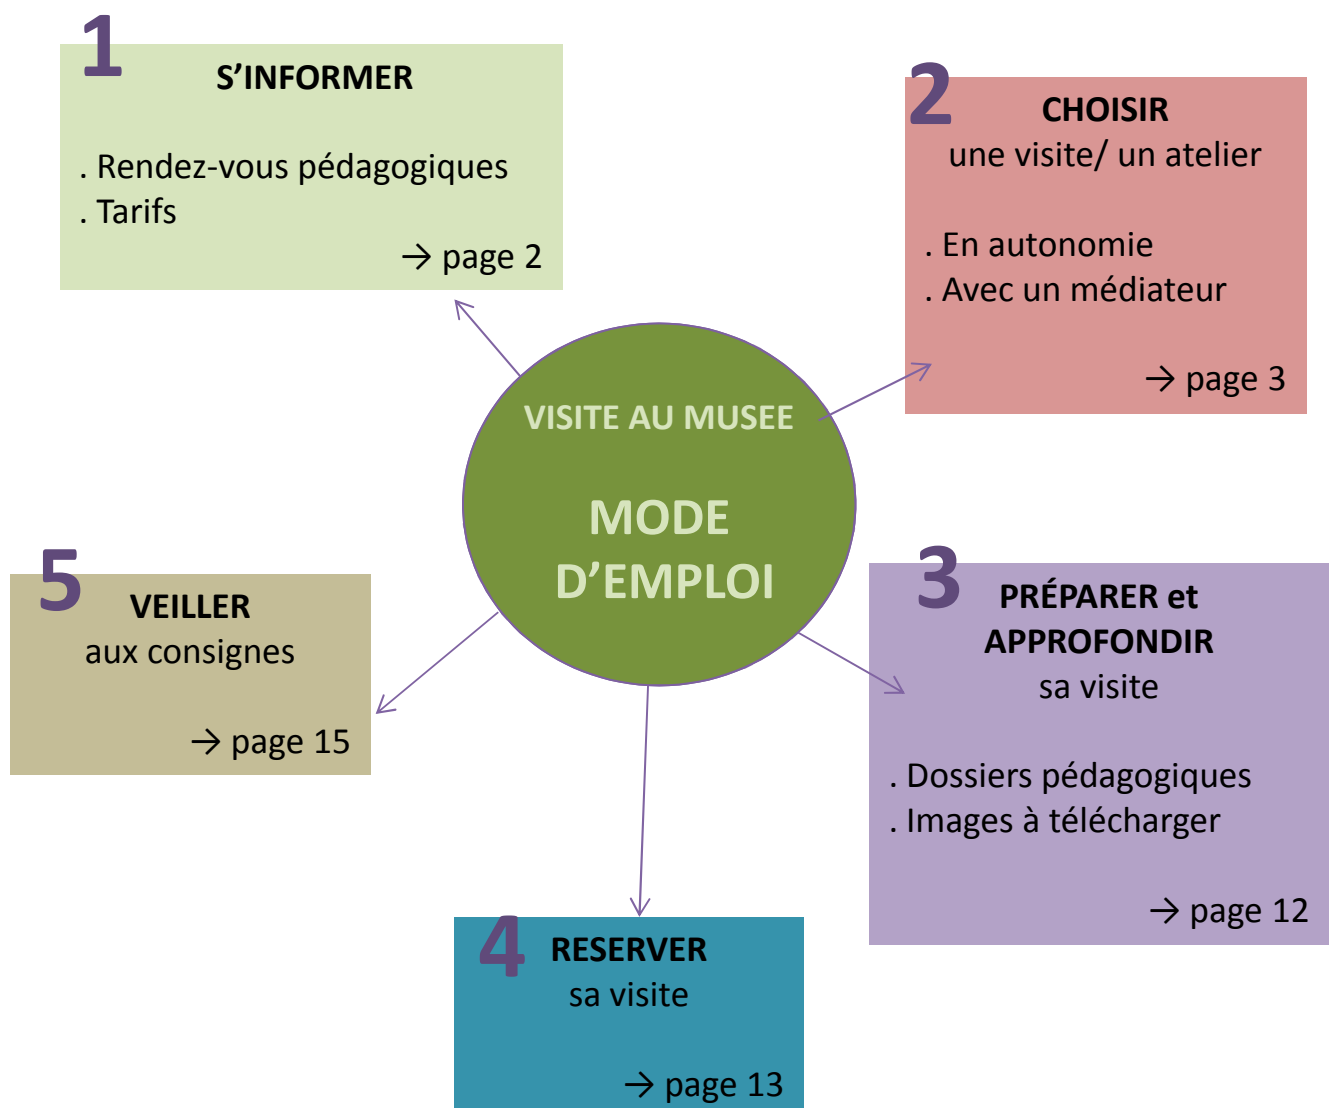 1
S’INFORMER
. Rendez-vous pédagogiques
. Tarifs
→ page 2
2
CHOISIR
une visite/ un atelier
. En autonomie
. Avec un médiateur
→ page 3
VISITE AU MUSEE
MODE
D’EMPLOI
3
PRÉPARER et
APPROFONDIR
sa visite
. Dossiers pédagogiques
. Images à télécharger
→ page 12
4
RESERVER
sa visite
→ page 13
5
VEILLER
aux consignes
→ page 15